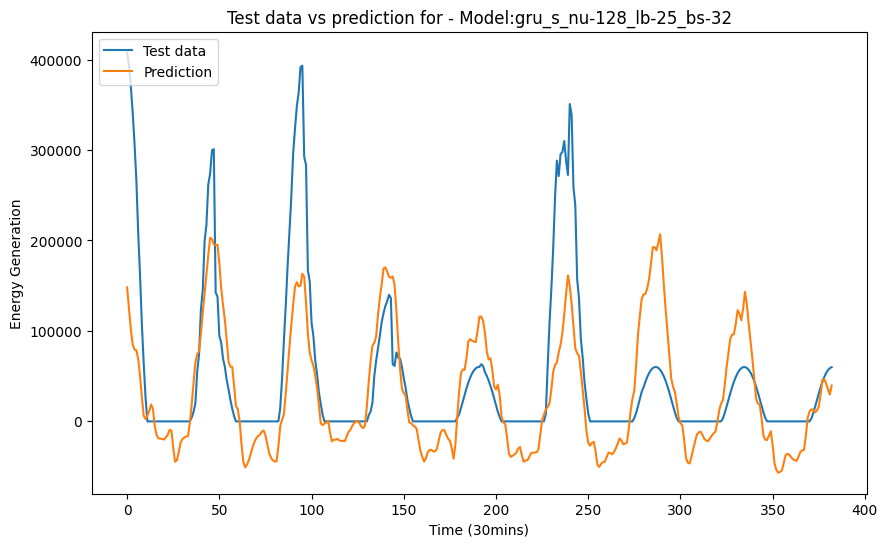 Test data vs prediction for - Model:gru_s_nu-128_lb-25_bs-32
Test data
Prediction
400000
300000
200000
100000
0
Energy Generation
0 50 100 150 200 250 300 350 400
Time (30mins)